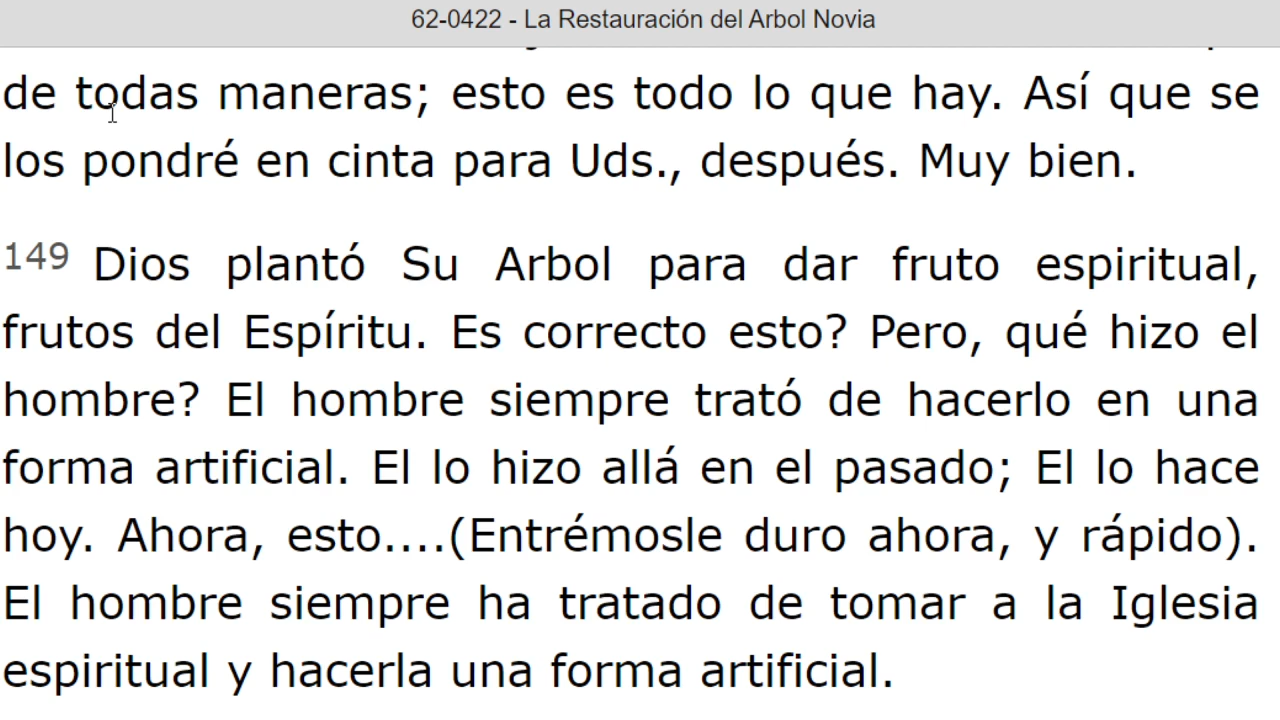 62-0422 - La Restauración del Arbol Novia
de todas maneras; esto es todo lo que hay. Así que se
los pondré en cinta para Uds., después. Muy bien.
149 Dios plantó Su Arbol para dar fruto espiritual,
frutos del Espíritu. Es correcto esto? Pero, qué hizo el
hombre? El hombre siempre trató de hacerlo en una
forma artificial. El lo hizo allá en el pasado; El lo hace
hoy. Ahora, esto....(Entrémosle duro ahora, y rápido).
El hombre siempre ha tratado de tomar a la Iglesia
espiritual y hacerla una forma artificial.